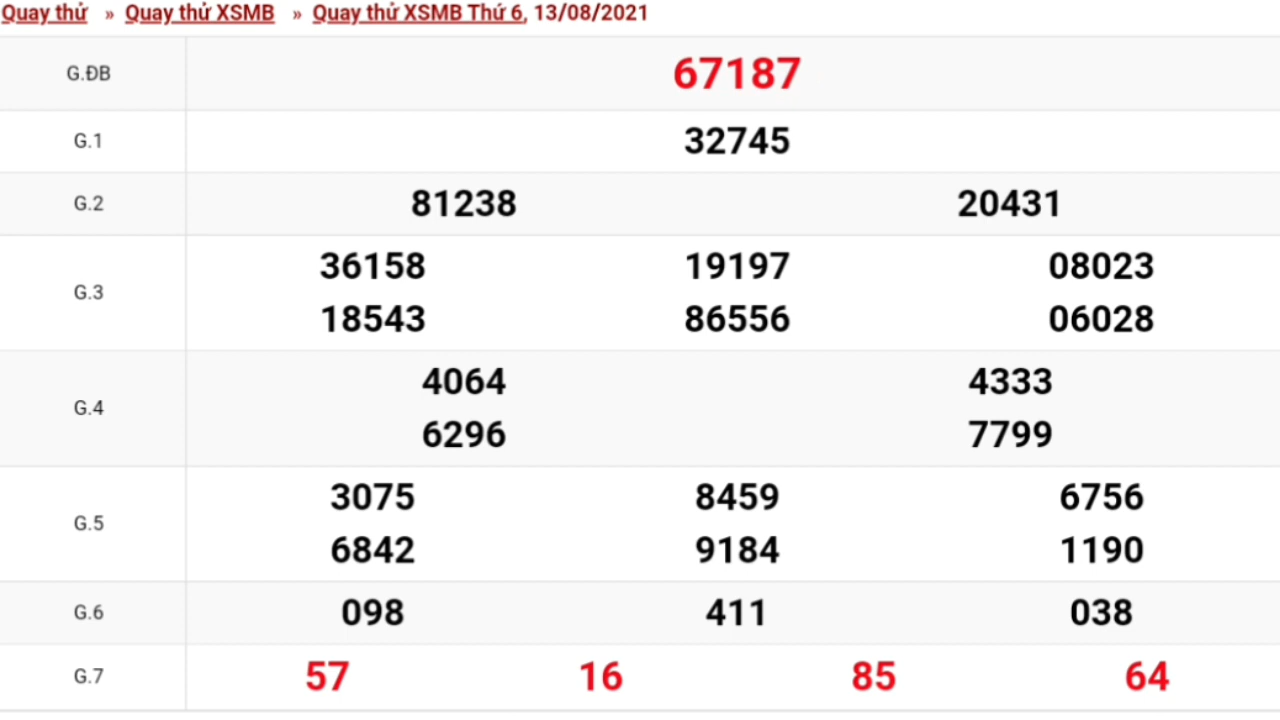 Quay thử » Quay thử XSMB » Quay thử XSMB Thứ 6, 13/08/2021
G.ĐB 67187
G.1 32745
G.2 81238 20431
G.3 36158 19197 08023
18543 86556 06028
G.4 4064 4333
6296 7799
G.5 3075 8459 6756
6842 9184 1190
G.6 098 411 038
G.7 57 16 85 64